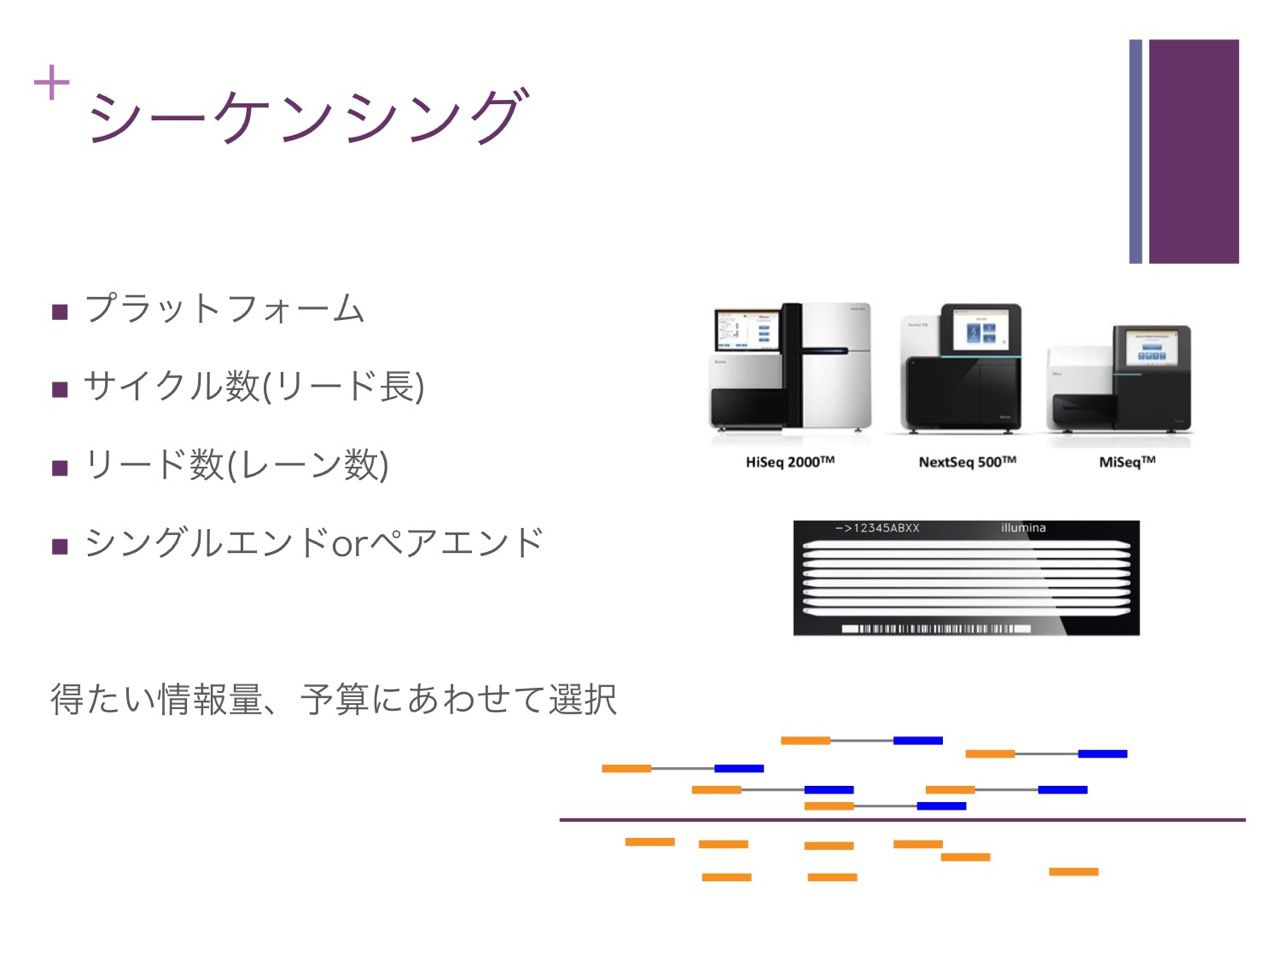 +
シーケンシング
プラットフォーム
サイクル数(リード長)
リード数(レーン数)
シングルエンドorペアエンド
得たい情報量、予算にあわせて選択
HiSeq 2000™
NextSeq 500™
MiSeq™
->12345ABXX illumina